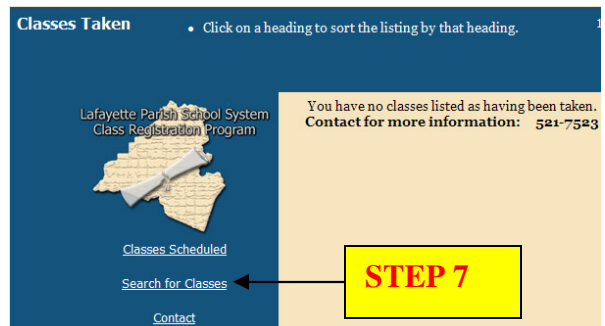 Classes Taken
• Click on a heading to sort the listing by that heading.
1
Lafayette Parish School System
Class Registration Program
You have no classes listed as having been taken.
Contact for more information: 521-7523
Classes Scheduled
Search for Classes
STEP 7
Contact